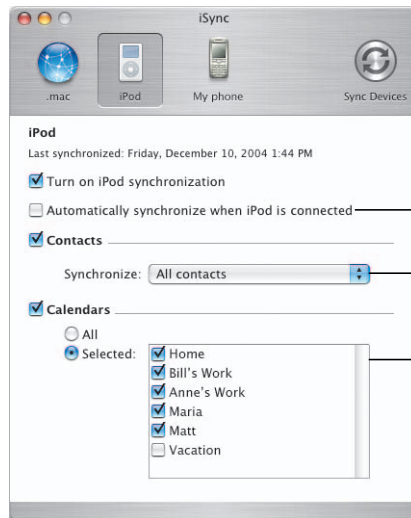 iSync
.mac
iPod
My phone
Sync Devices
iPod
Last synchronized: Friday, December 10, 2004 1:44 PM
Turn on iPod synchronization
Automatically synchronize when iPod is connected
Contacts
Synchronize: All contacts
Calendars
All
Selected:
Home
Bill's Work
Anne's Work
Maria
Matt
Vacation